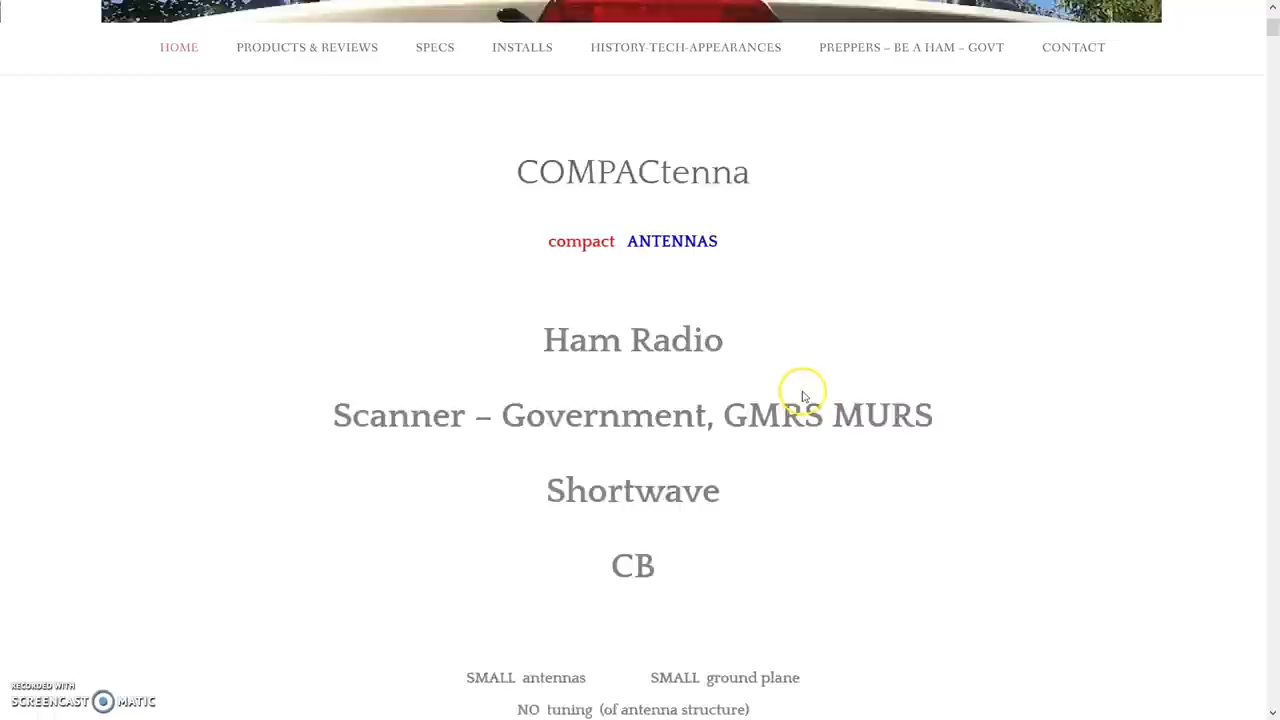 HOME PRODUCTS & REVIEWS SPECS INSTALLS HISTORY-TECH-APPEARANCES PREPPERS – BE A HAM – GOVT CONTACT
COMPACtenna
compact ANTENNAS
Ham Radio
Scanner – Government, GMRS MURS
Shortwave
CB
SMALL antennas SMALL ground plane
NO tuning (of antenna structure)
RECORDED WITH
SCREENCAST MATIC